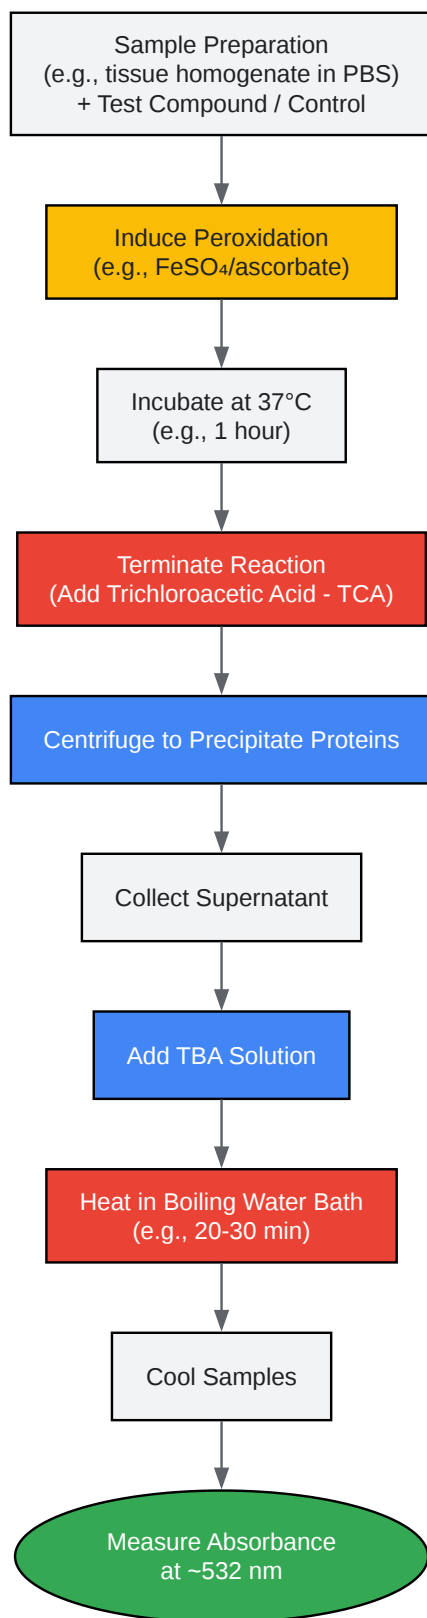 Sample Preparation
(e.g., tissue homogenate in PBS)
+ Test Compound / Control
Induce Peroxidation
(e.g., FeSO₄/ascorbate)
Incubate at 37°C
(e.g., 1 hour)
Terminate Reaction
(Add Trichloroacetic Acid - TCA)
Centrifuge to Precipitate Proteins
Collect Supernatant
Add TBA Solution
Heat in Boiling Water Bath
(e.g., 20-30 min)
Cool Samples
Measure Absorbance
at ~532 nm